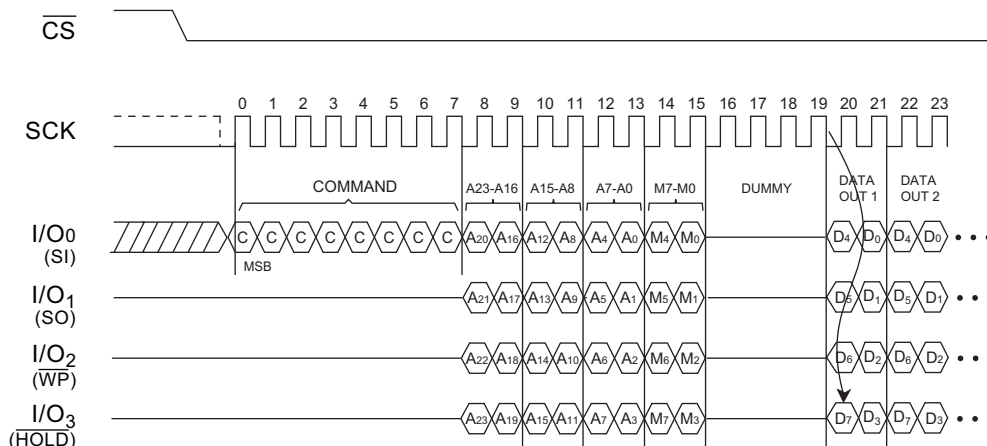 CS
0 1 2 3 4 5 6 7 8 9 10 11 12 13 14 15 16 17 18 19 20 21 22 23
SCK
COMMAND A23-A16 A15-A8 A7-A0 M7-M0 DUMMY DATA OUT 1 DATA OUT 2
I/O0 (SI) C C C C C C C C A20 A16 A12 A8 A4 A0 M4 M0 D4 D0 D4 D0 • • •
MSB
I/O1 (SO) A21 A17 A13 A9 A5 A1 M5 M1 D5 D1 D5 D1 • •
I/O2 (WP) A22 A18 A14 A10 A6 A2 M6 M2 D6 D2 D6 D2 • •
I/O3 (HOLD) A23 A19 A15 A11 A7 A3 M7 M3 D7 D3 D7 D3 • •